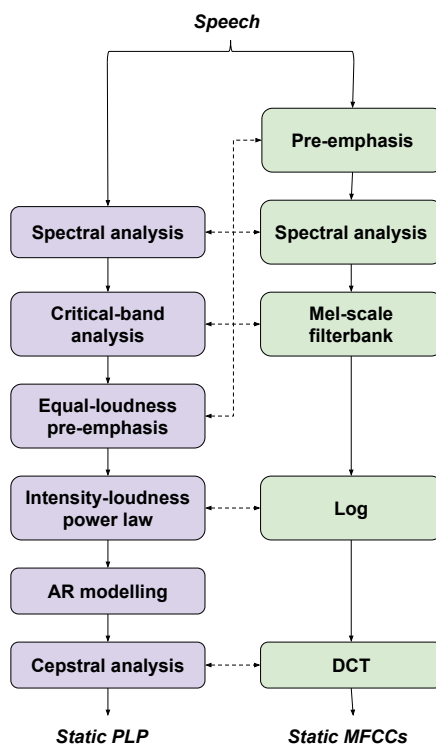 Speech
Pre-emphasis
Spectral analysis
Spectral analysis
Critical-band
analysis
Mel-scale
filterbank
Equal-loudness
pre-emphasis
Intensity-loudness
power law
Log
AR modelling
Cepstral analysis
DCT
Static PLP
Static MFCCs